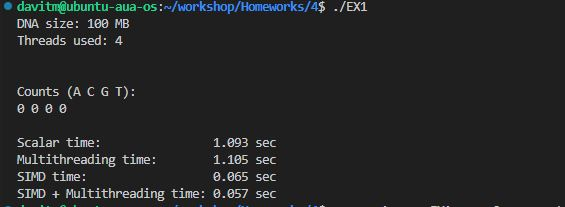 davitm@ubuntu-aua-os:~/workshop/Homeworks/4$ ./EX1
DNA size: 100 MB
Threads used: 4
Counts (A C G T):
0 0 0 0
Scalar time: 1.093 sec
Multithreading time: 1.105 sec
SIMD time: 0.065 sec
SIMD + Multithreading time: 0.057 sec